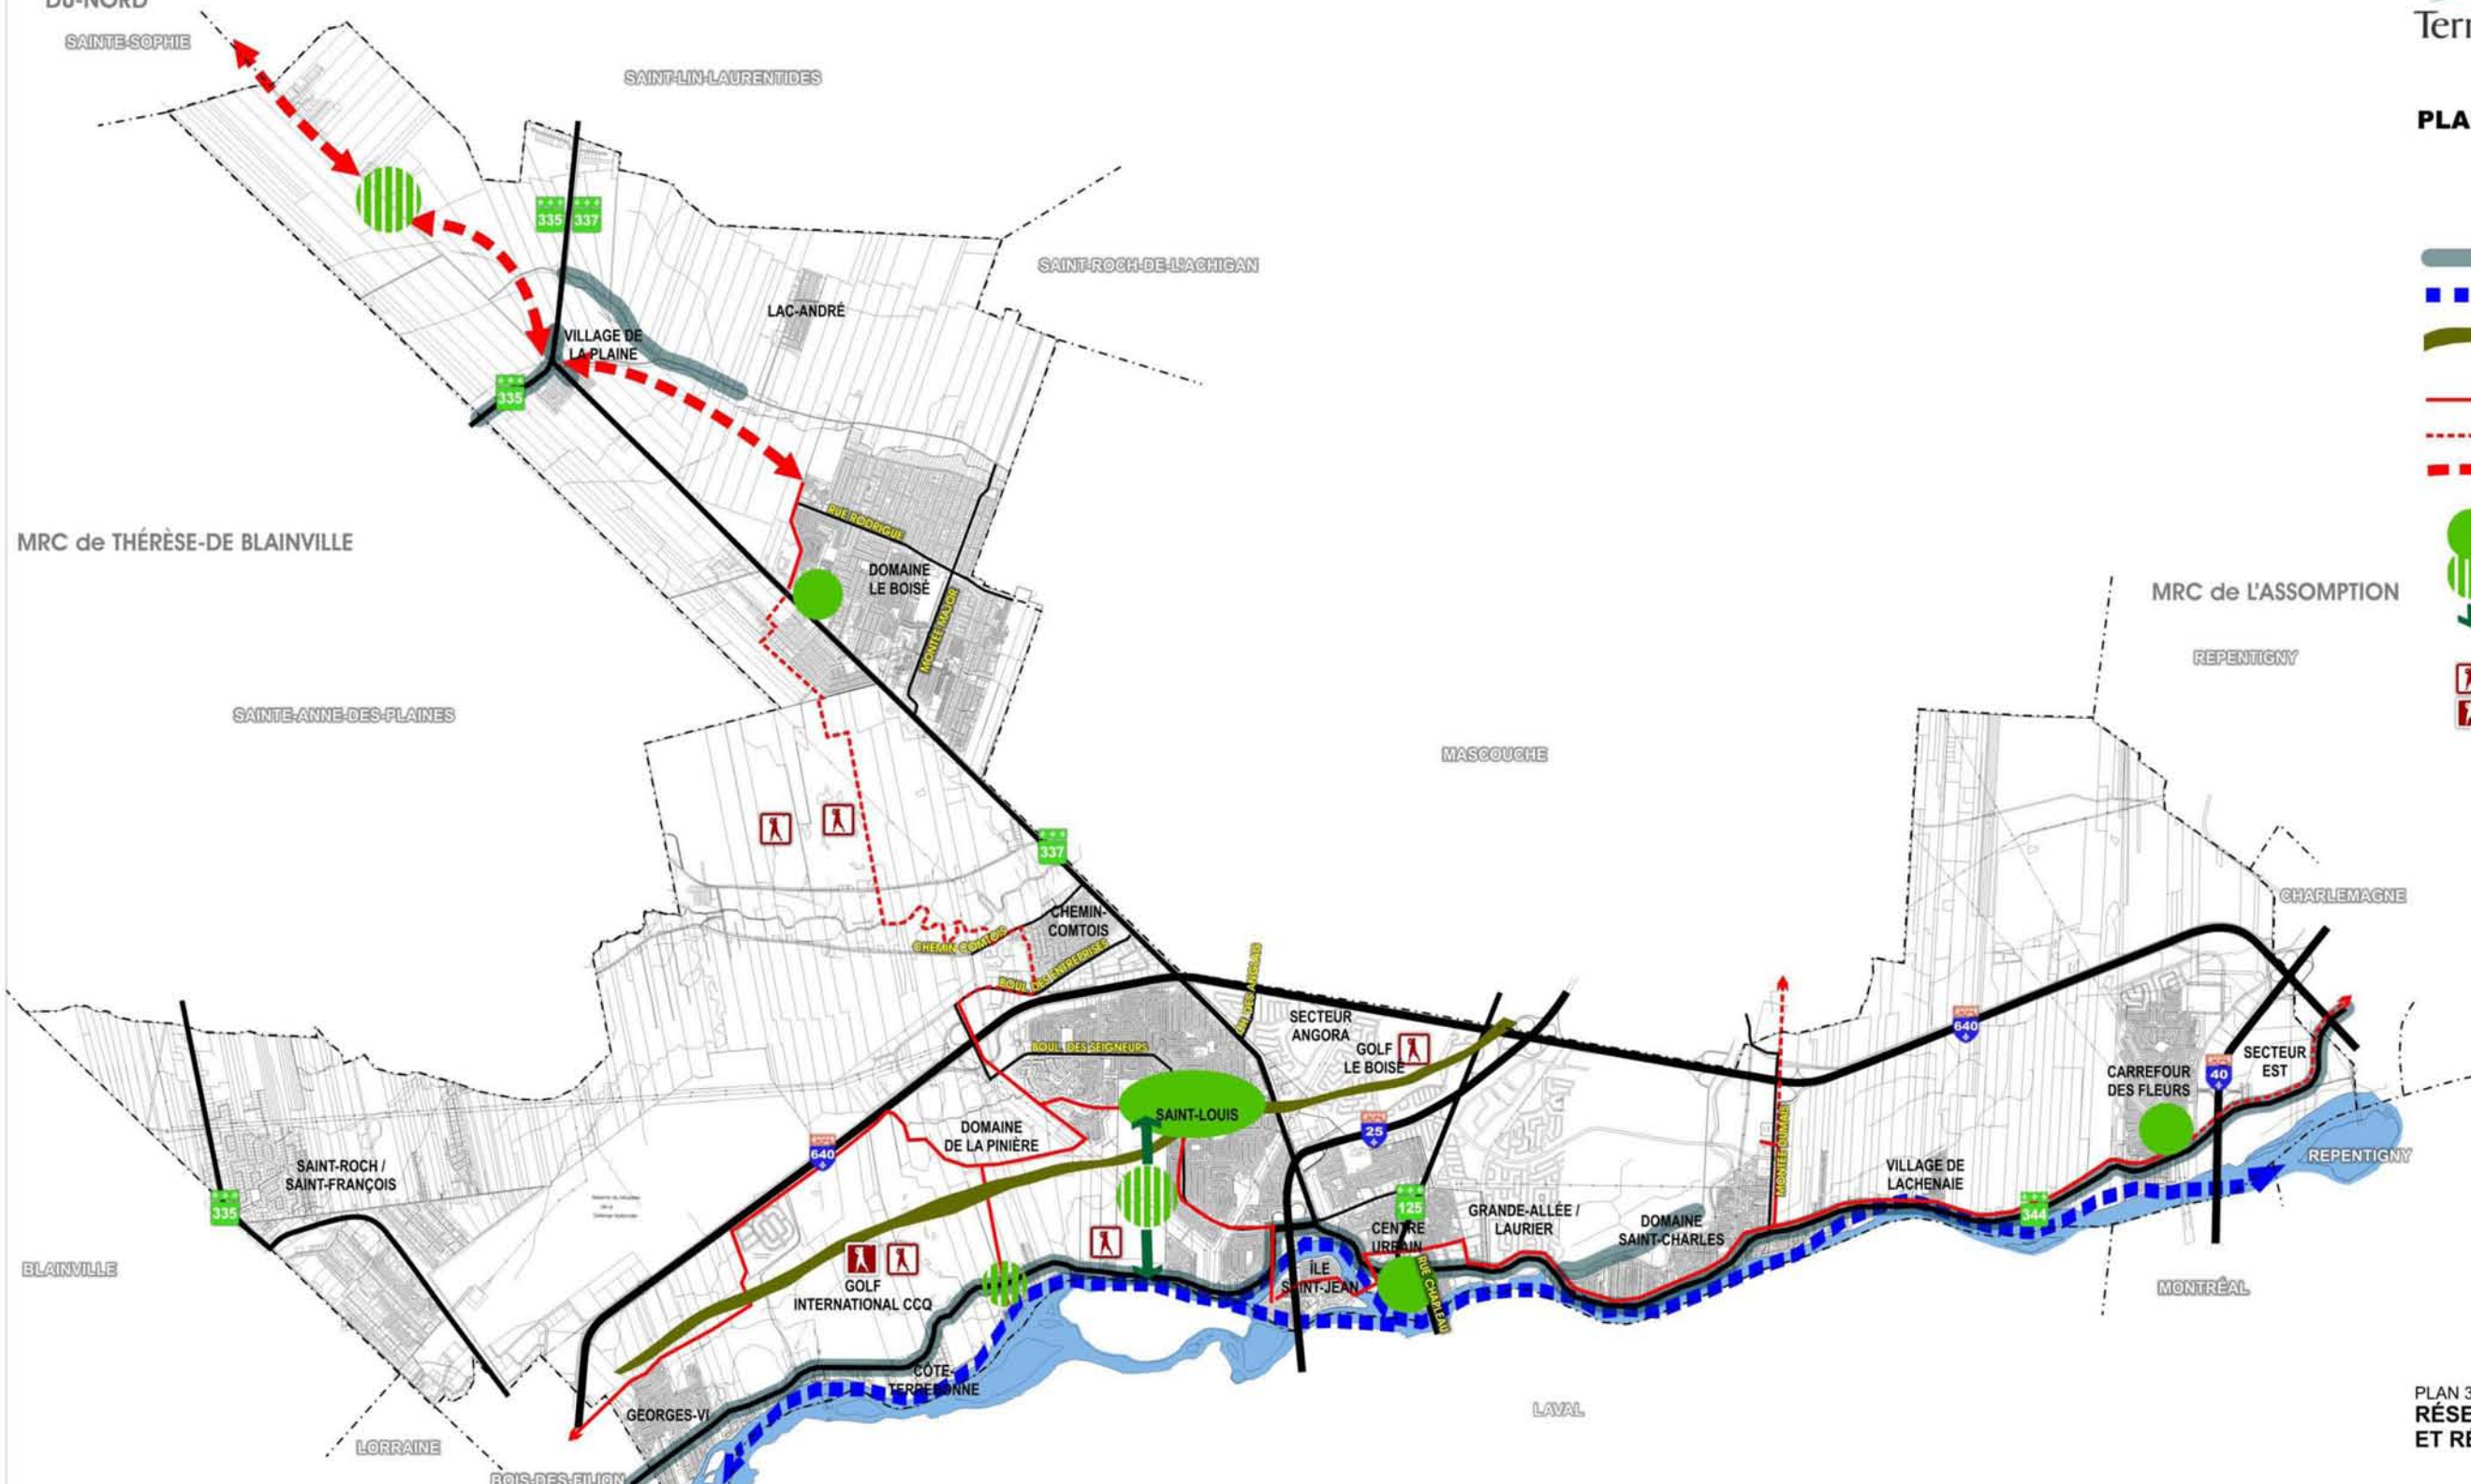 DU-NORD
SAINTE-SOPHIE
SAINT-LIN-LAURENTIDES
Terr
PLA
335
337
SAINT-ROCH-DE-L'ACHIGAN
LAC-ANDRÉ
VILLAGE DE
LA PLAINE
335
RUE RODRIGUE
MRC de THÉRÈSE-DE BLAINVILLE
DOMAINE
LE BOISÉ
MONTÉE MAJOR
MRC de L'ASSOMPTION
REPENTIGNY
SAINTE-ANNE-DES-PLAINES
MASCOUCHE
337
CHARLEMAGNE
CHEMIN-
COMTOIS
CHEMIN COMTOIS
BOUL. DES ENTREPRISES
CH. DES ANGLAIS
SECTEUR
ANGORA
640
BOUL. DES SEIGNEURS
GOLF
LE BOISÉ
SECTEUR
EST
CARREFOUR
DES FLEURS
40
SAINT-LOUIS
25
DOMAINE
DE LA PINIÈRE
640
MONTÉE DUMAIS
REPENTIGNY
SAINT-ROCH /
SAINT-FRANÇOIS
VILLAGE DE
LACHENAIE
335
125
344
GRANDE-ALLÉE /
LAURIER
DOMAINE
SAINT-CHARLES
CENTRE
URBAIN
BLAINVILLE
ÎLE
SAINT-JEAN
RUE CHAPLEAU
GOLF
INTERNATIONAL CCQ
MONTRÉAL
CÔTE-
TERREBONNE
GEORGES-VI
LAVAL
PLAN 3
RÉSE
ET RÉ
LORRAINE
BOIS-DES-FILION